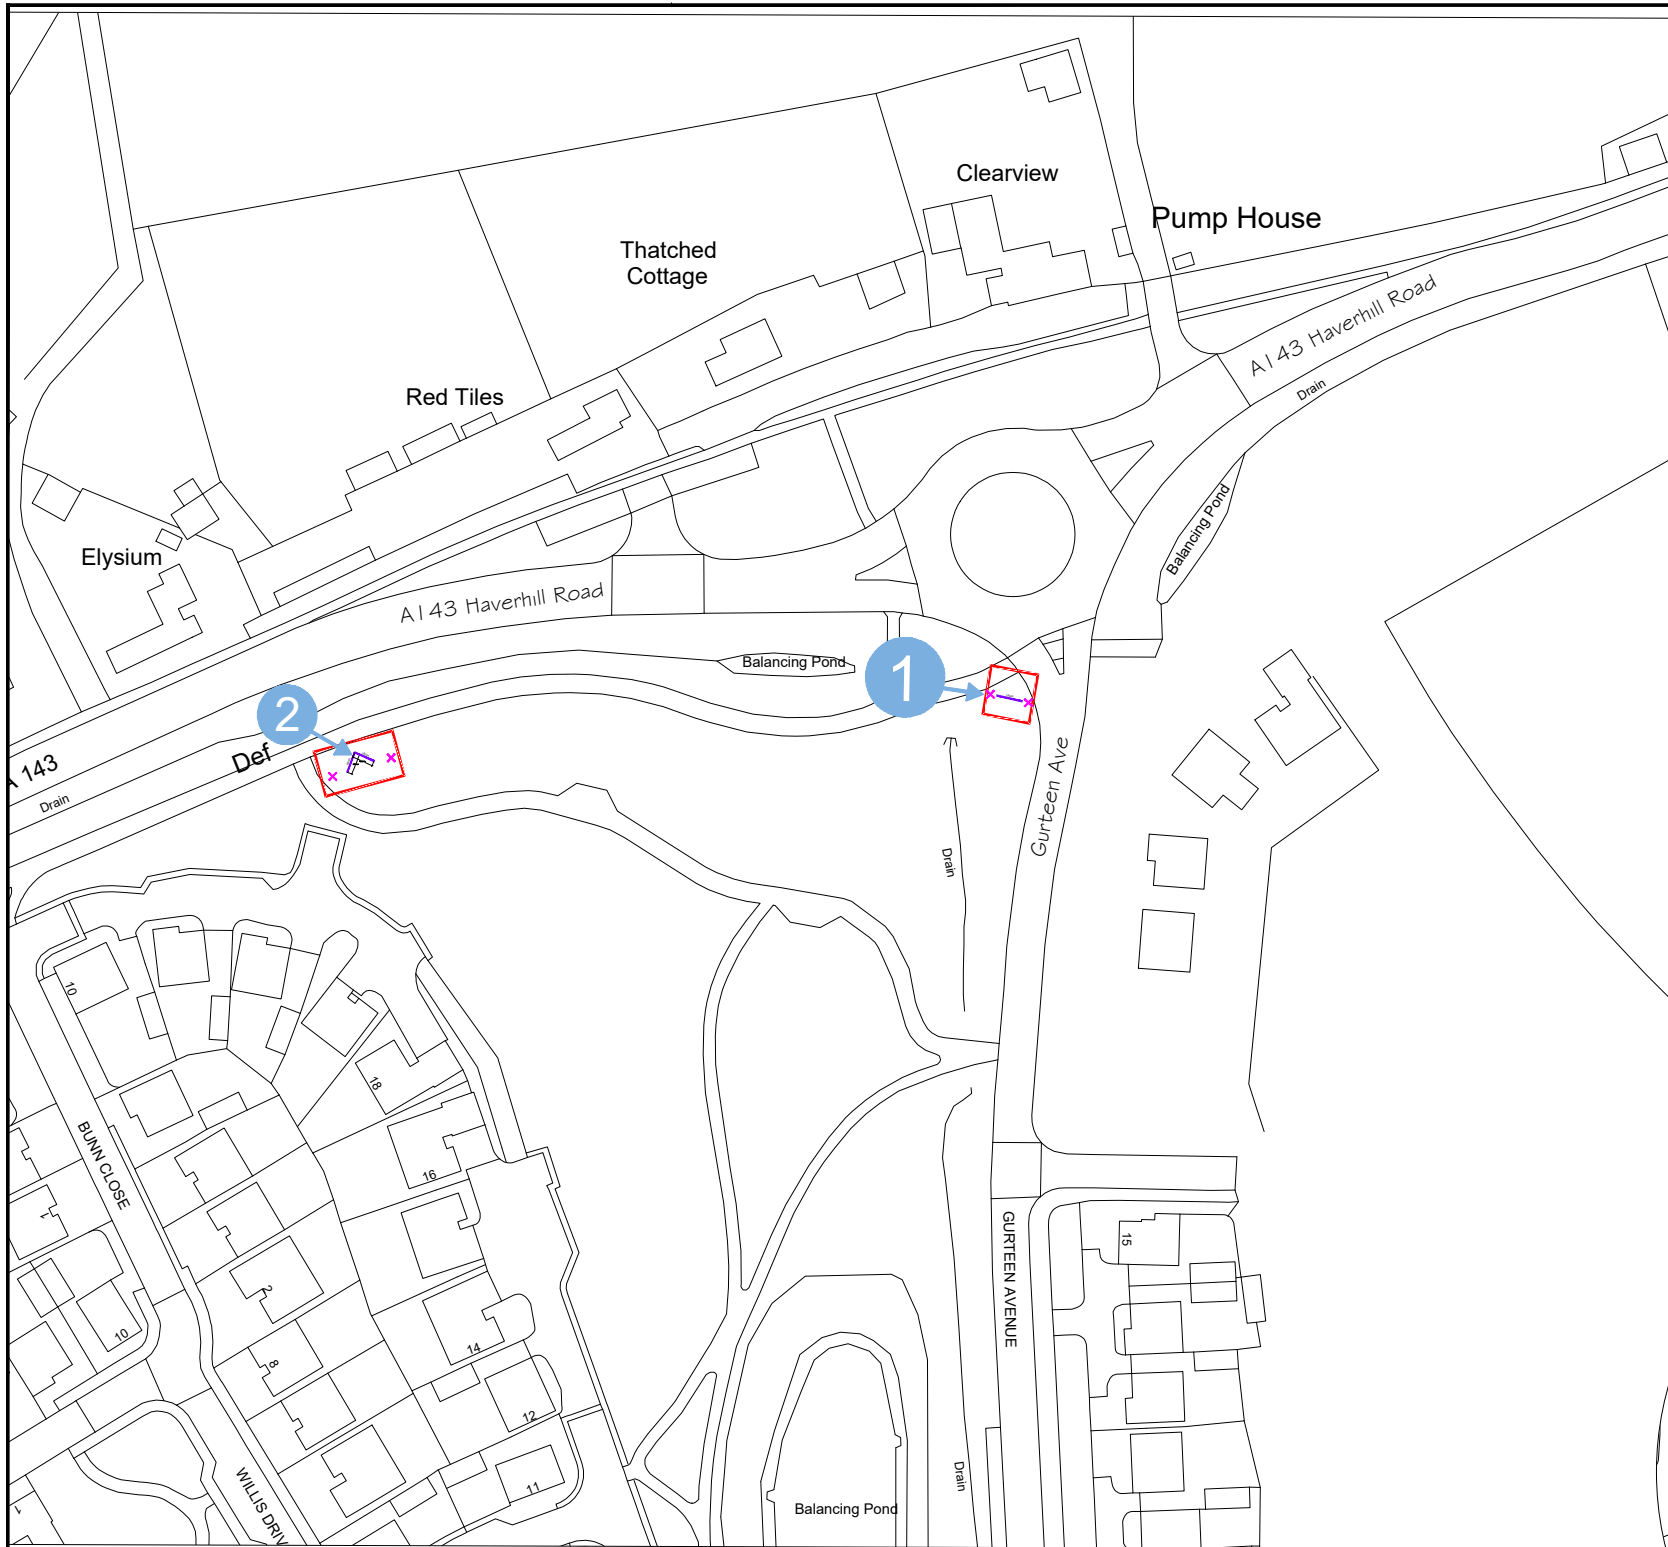 Clearview
Pump House
Thatched
Cottage
A143 Haverhill Road
Drain
Red Tiles
Balancing Pond
Elysium
A143 Haverhill Road
Balancing Pond
1
2
Def
A 143
Drain
Gurteen Ave
Drain
10
18
BUNN CLOSE
16
1
GURTEEN AVENUE
15
2
10
14
8
12
WILLIS DRIV
11
Drain
1
Balancing Pond